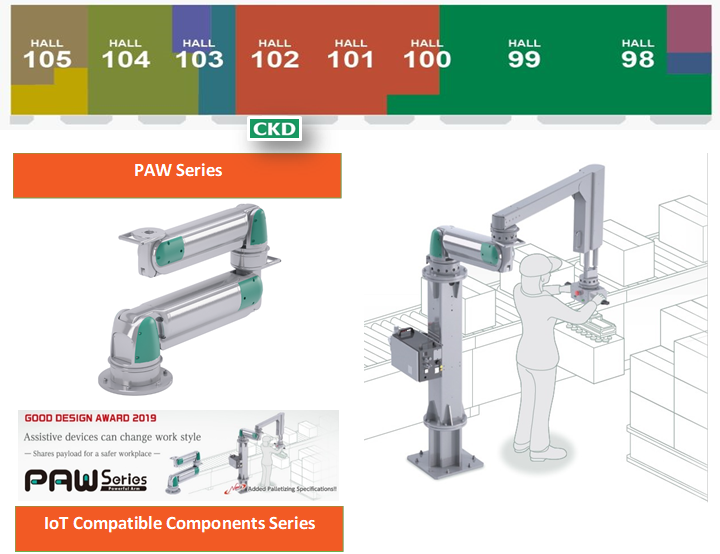 HALL 105
HALL 104
HALL 103
HALL 102
HALL 101
HALL 100
HALL 99
HALL 98
CKD
PAW Series
GOOD DESIGN AWARD 2019
Assistive devices can change work style
— Shares payload for a safer workplace —
PAW Series
Powerful Arm
New Added Palletizing Specifications!!
IoT Compatible Components Series